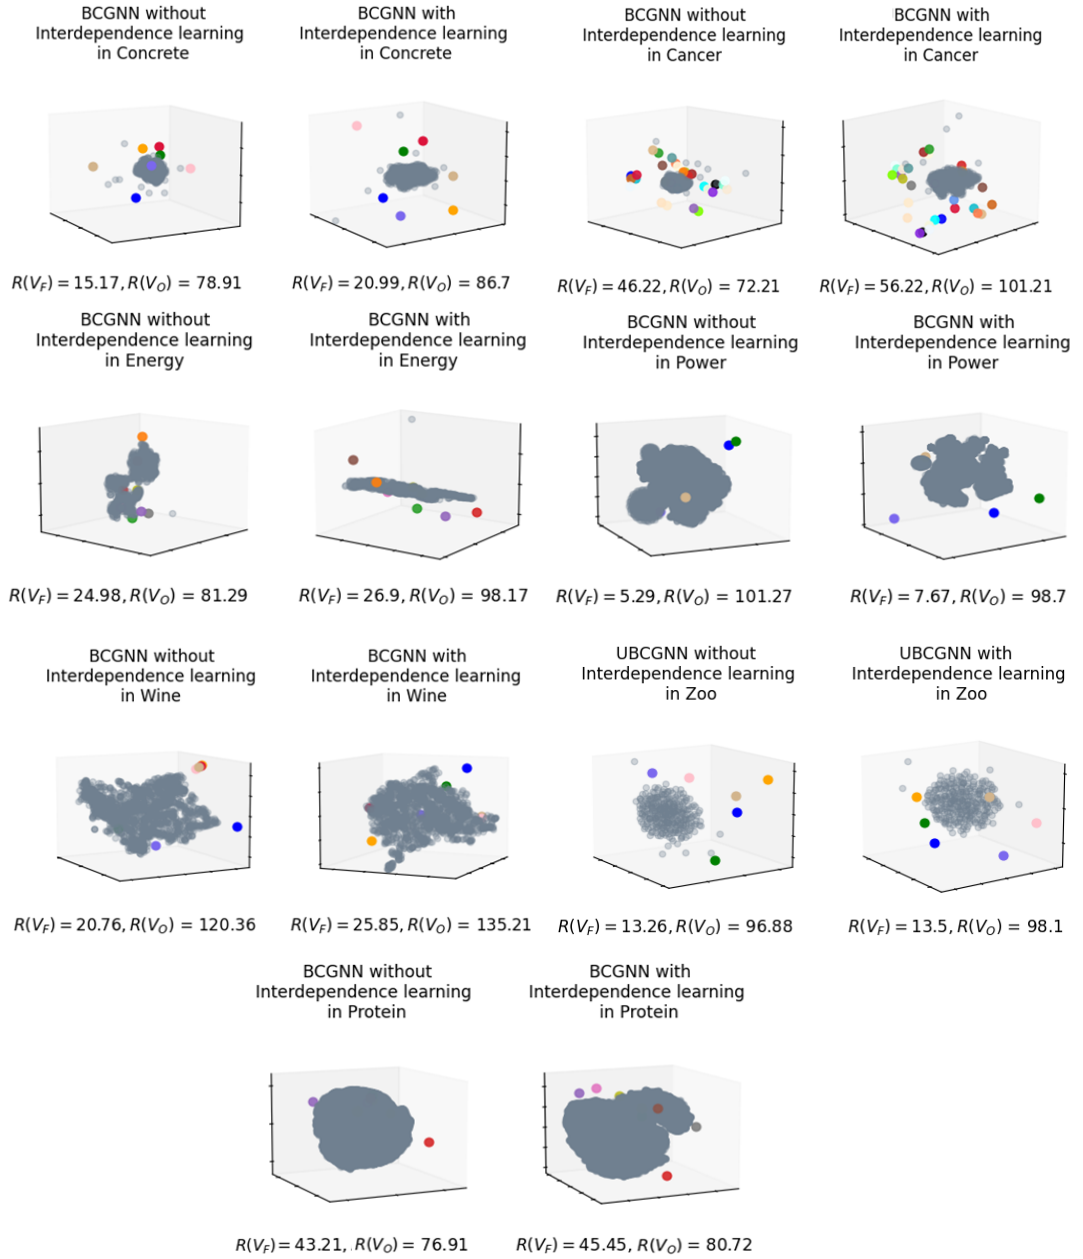 BCGNN without
Interdependence learning
in Concrete
BCGNN with
Interdependence learning
in Concrete
BCGNN without
Interdependence learning
in Cancer
BCGNN with
Interdependence learning
in Cancer
R(V_F) = 15.17, R(V_O) = 78.91
R(V_F) = 20.99, R(V_O) = 86.7
R(V_F) = 46.22, R(V_O) = 72.21
R(V_F) = 56.22, R(V_O) = 101.21
BCGNN without
Interdependence learning
in Energy
BCGNN with
Interdependence learning
in Energy
BCGNN without
Interdependence learning
in Power
BCGNN with
Interdependence learning
in Power
R(V_F) = 24.98, R(V_O) = 81.29
R(V_F) = 26.9, R(V_O) = 98.17
R(V_F) = 5.29, R(V_O) = 101.27
R(V_F) = 7.67, R(V_O) = 98.7
BCGNN without
Interdependence learning
in Wine
BCGNN with
Interdependence learning
in Wine
UBCGNN without
Interdependence learning
in Zoo
UBCGNN with
Interdependence learning
in Zoo
R(V_F) = 20.76, R(V_O) = 120.36
R(V_F) = 25.85, R(V_O) = 135.21
R(V_F) = 13.26, R(V_O) = 96.88
R(V_F) = 13.5, R(V_O) = 98.1
BCGNN without
Interdependence learning
in Protein
BCGNN with
Interdependence learning
in Protein
R(V_F) = 43.21, R(V_O) = 76.91
R(V_F) = 45.45, R(V_O) = 80.72